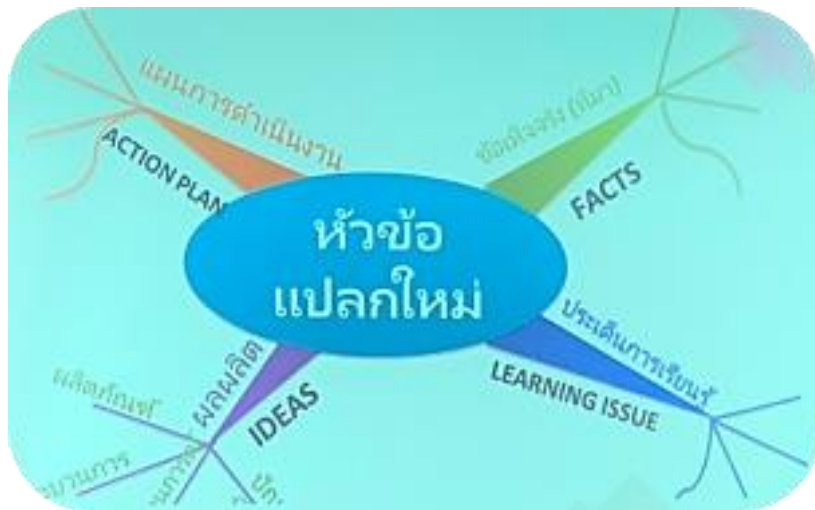 แผนการดำเนินงาน
ACTION PLAN
ข้อเท็จจริง (ที่มา)
FACTS
หัวข้อ
แปลกใหม่
ประเด็นการเรียนรู้
LEARNING ISSUE
ผลผลิต
IDEAS
ผลิตภัณฑ์